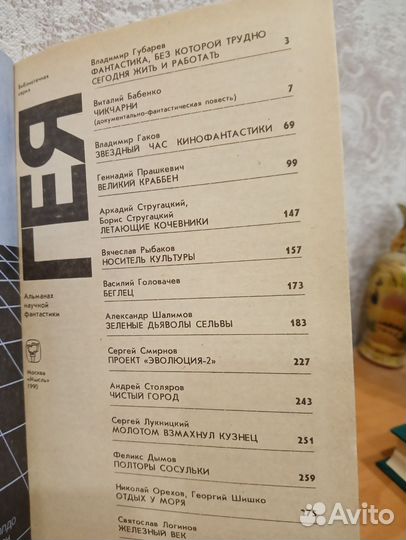 Библиотечная
серия
ГЕЯ
Альманах
научной
фантастики
Москва
«Мысль»
1990
Владимир Губарев
ФАНТАСТИКА, БЕЗ КОТОРОЙ ТРУДНО
СЕГОДНЯ ЖИТЬ И РАБОТАТЬ 3
Виталий Бабенко
ЧИКЧАРНИ 7
(документально-фантастическая повесть)
Владимир Гаков
ЗВЕЗДНЫЙ ЧАС КИНОФАНТАСТИКИ 69
Геннадий Прашкевич
ВЕЛИКИЙ КРАББЕН 99
Аркадий Стругацкий,
Борис Стругацкий
ЛЕТАЮЩИЕ КОЧЕВНИКИ 147
Вячеслав Рыбаков
НОСИТЕЛЬ КУЛЬТУРЫ 157
Василий Головачев
БЕГЛЕЦ 173
Александр Шалимов
ЗЕЛЕНЫЕ ДЬЯВОЛЫ СЕЛЬВЫ 183
Сергей Смирнов
ПРОЕКТ «ЭВОЛЮЦИЯ-2» 227
Андрей Столяров
ЧИСТЫЙ ГОРОД 243
Сергей Лукницкий
МОЛОТОМ ВЗМАХНУЛ КУЗНЕЦ 251
Феликс Дымов
ПОЛТОРЫ СОСУЛЬКИ 259
Николай Орехов, Георгий Шишко
ОТДЫХ У МОРЯ
Святослав Логинов
ЖЕЛЕЗНЫЙ ВЕК
Avito